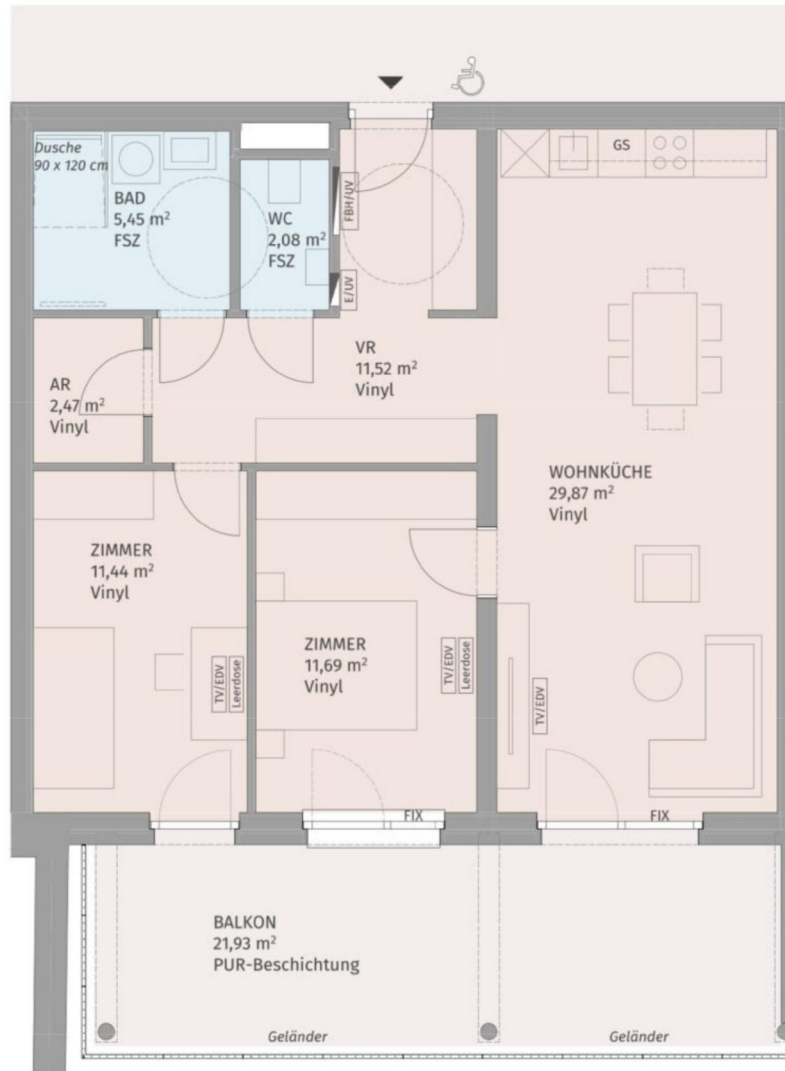 Dusche
90 x 120 cm
BAD
5,45 m²
FSZ
WC
2,08 m²
FSZ
FBH/UV
E/UV
GS
AR
2,47 m²
Vinyl
VR
11,52 m²
Vinyl
WOHNKÜCHE
29,87 m²
Vinyl
ZIMMER
11,44 m²
Vinyl
TV/EDV
Leerdose
ZIMMER
11,69 m²
Vinyl
TV/EDV
Leerdose
TV/EDV
FIX
FIX
BALKON
21,93 m²
PUR-Beschichtung
Geländer
Geländer